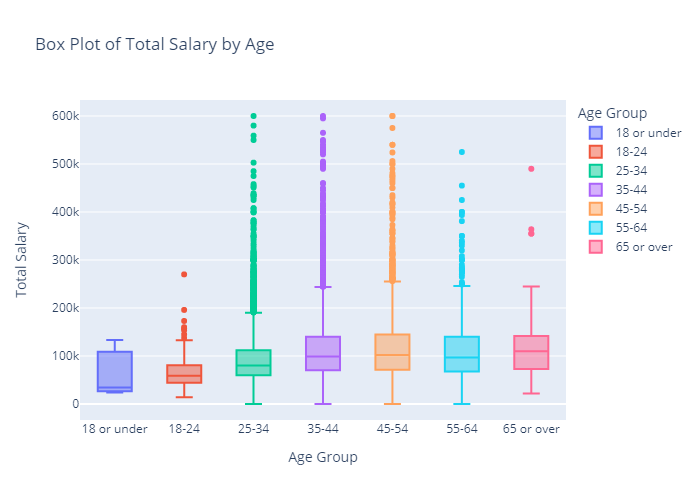 Box Plot of Total Salary by Age
Total Salary
600k
500k
400k
300k
200k
100k
0
18 or under
18-24
25-34
35-44
45-54
55-64
65 or over
Age Group
Age Group
18 or under
18-24
25-34
35-44
45-54
55-64
65 or over